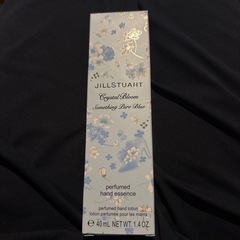 JILLSTUART
Crystal Bloom
Something Pure Blue
perfumed
hand essence
perfumed hand lotion
lotion parfumée pour les mains
℮ 40 mL NET WT. 1.4 OZ.